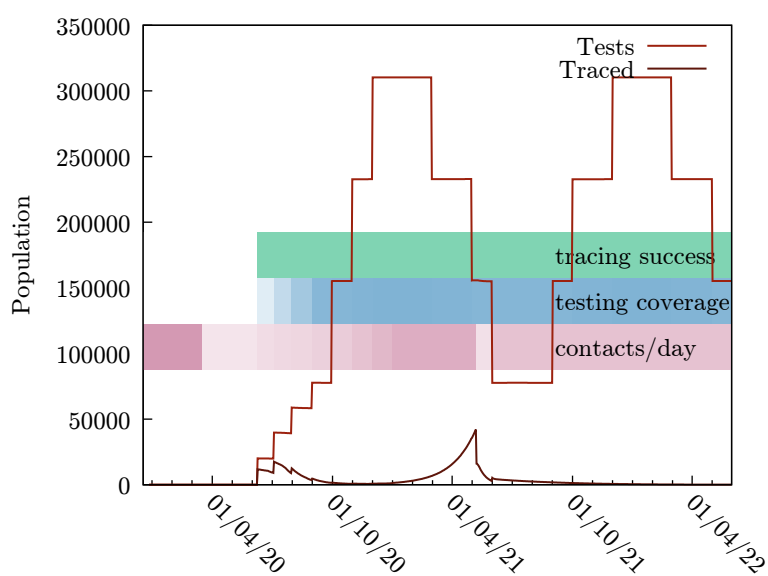 350000
300000
250000
200000
150000
100000
50000
0
Population
Tests
Traced
tracing success
testing coverage
contacts/day
01/04/20
01/10/20
01/04/21
01/10/21
01/04/22